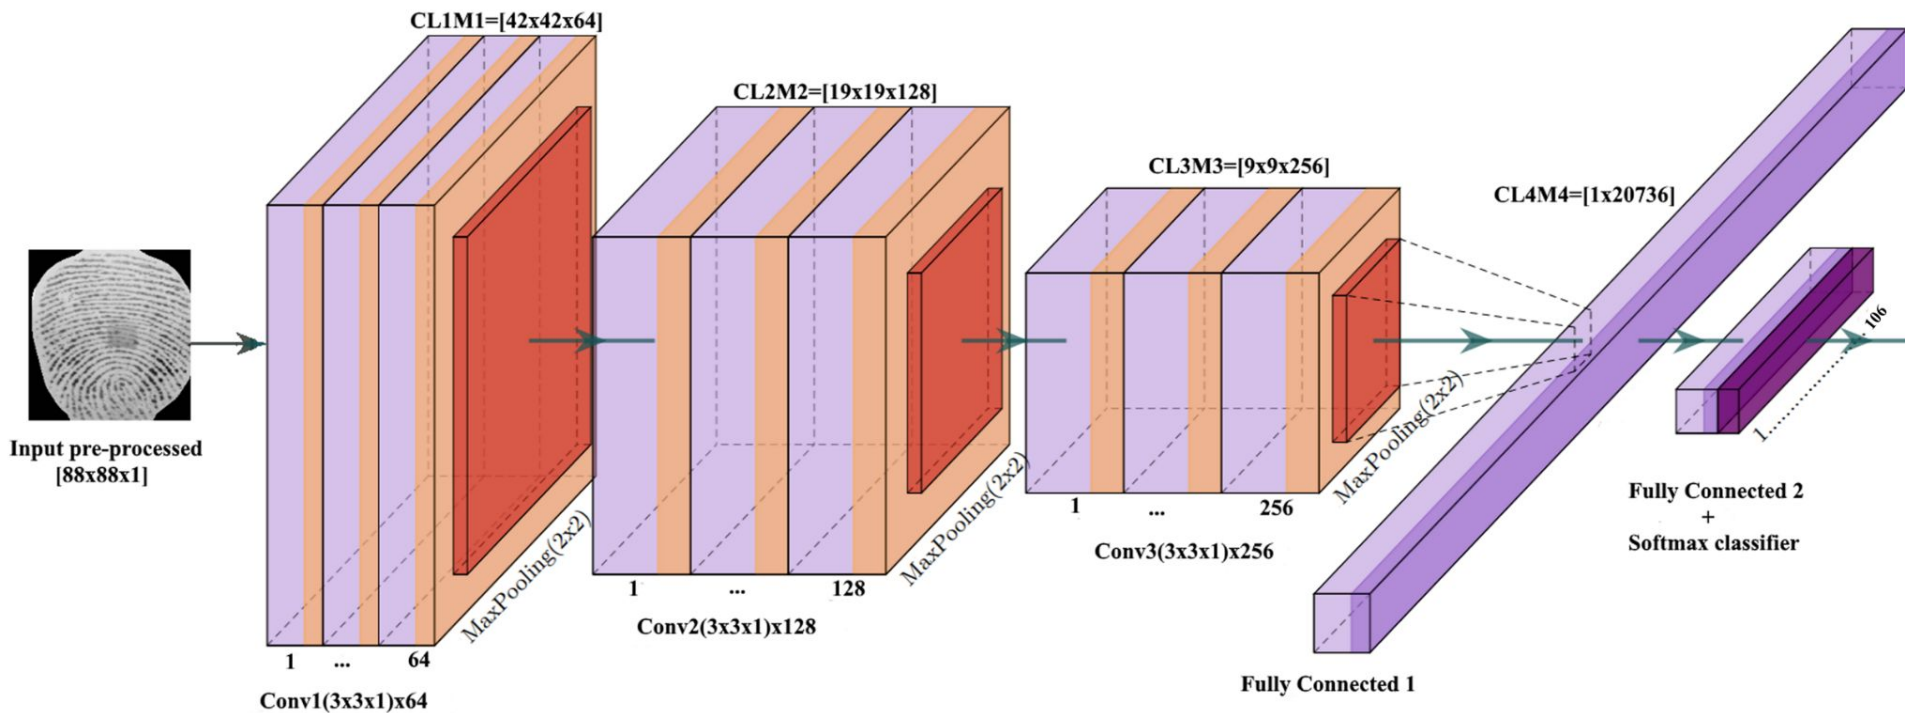 CL1M1=[42x42x64]
CL2M2=[19x19x128]
CL3M3=[9x9x256]
CL4M4=[1x20736]
Input pre-processed
[88x88x1]
1 ... 64
Conv1(3x3x1)x64
MaxPooling(2x2)
1 ... 128
Conv2(3x3x1)x128
MaxPooling(2x2)
1 ... 256
Conv3(3x3x1)x256
MaxPooling(2x2)
Fully Connected 1
1.............. 106
Fully Connected 2
+
Softmax classifier